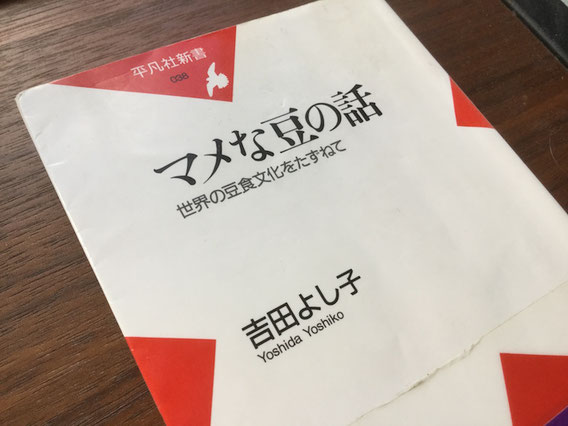 平凡社新書
038
マメな豆の話
世界の豆食文化をたずねて
吉田よし子
Yoshida Yoshiko